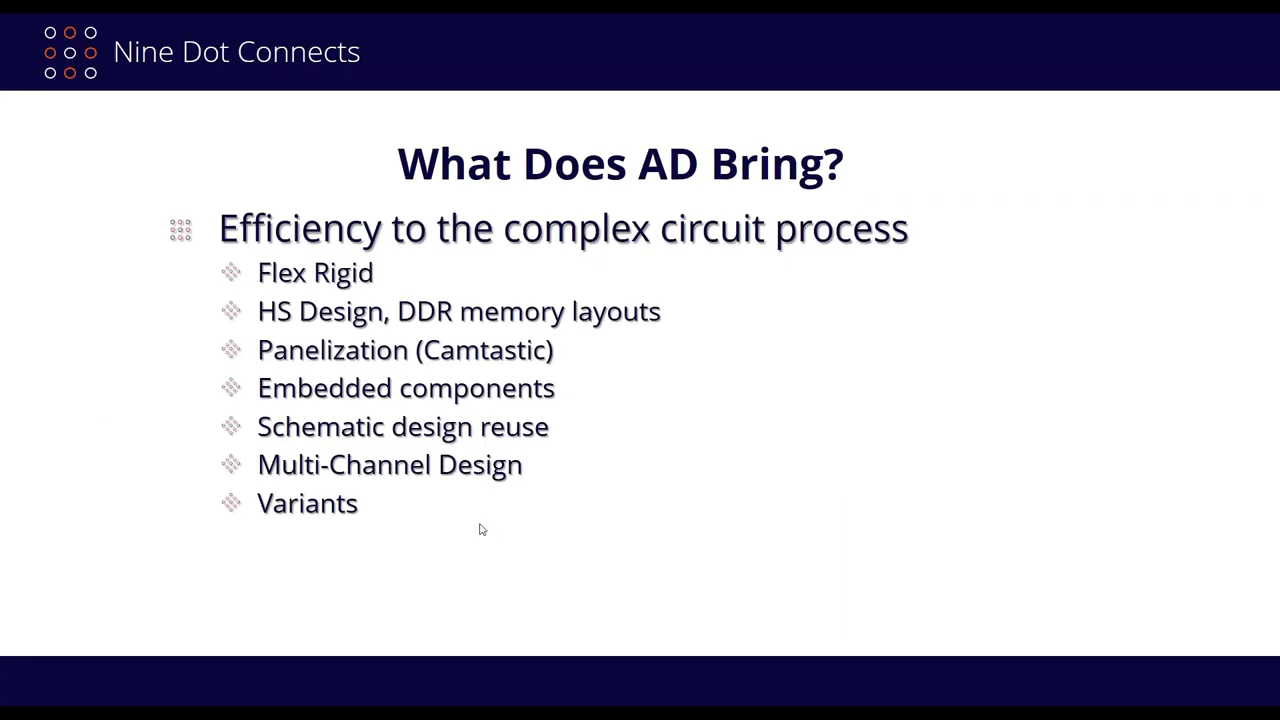 Nine Dot Connects
What Does AD Bring?
Efficiency to the complex circuit process
Flex Rigid
HS Design, DDR memory layouts
Panelization (Camtastic)
Embedded components
Schematic design reuse
Multi-Channel Design
Variants